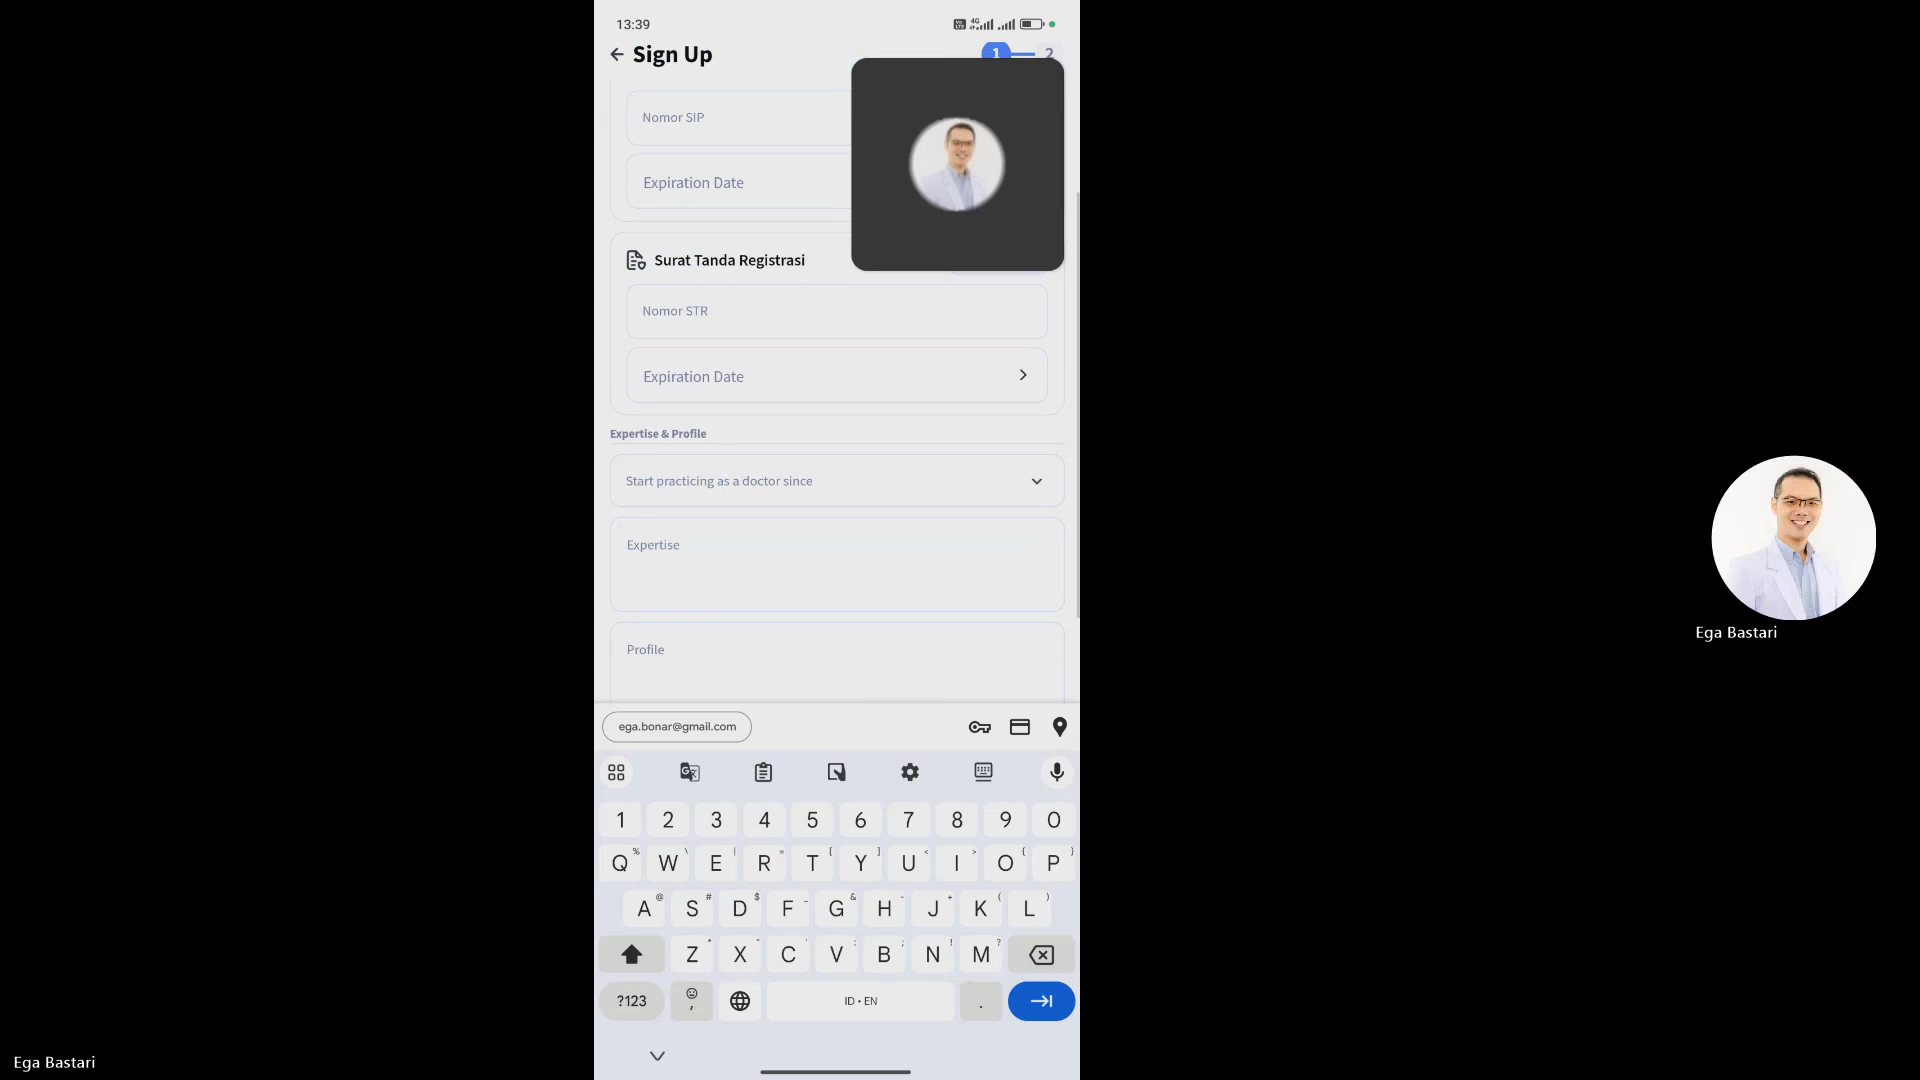 13:39
4G
Sign Up
1
2
Nomor SIP
Expiration Date
Surat Tanda Registrasi
Nomor STR
Expiration Date
Expertise & Profile
Start practicing as a doctor since
Expertise
Profile
ega.bonar@gmail.com
1 2 3 4 5 6 7 8 9 0
Q W E R T Y U I O P
A S D F G H J K L
Z X C V B N M
?123 , ID • EN .
Ega Bastari
Ega Bastari